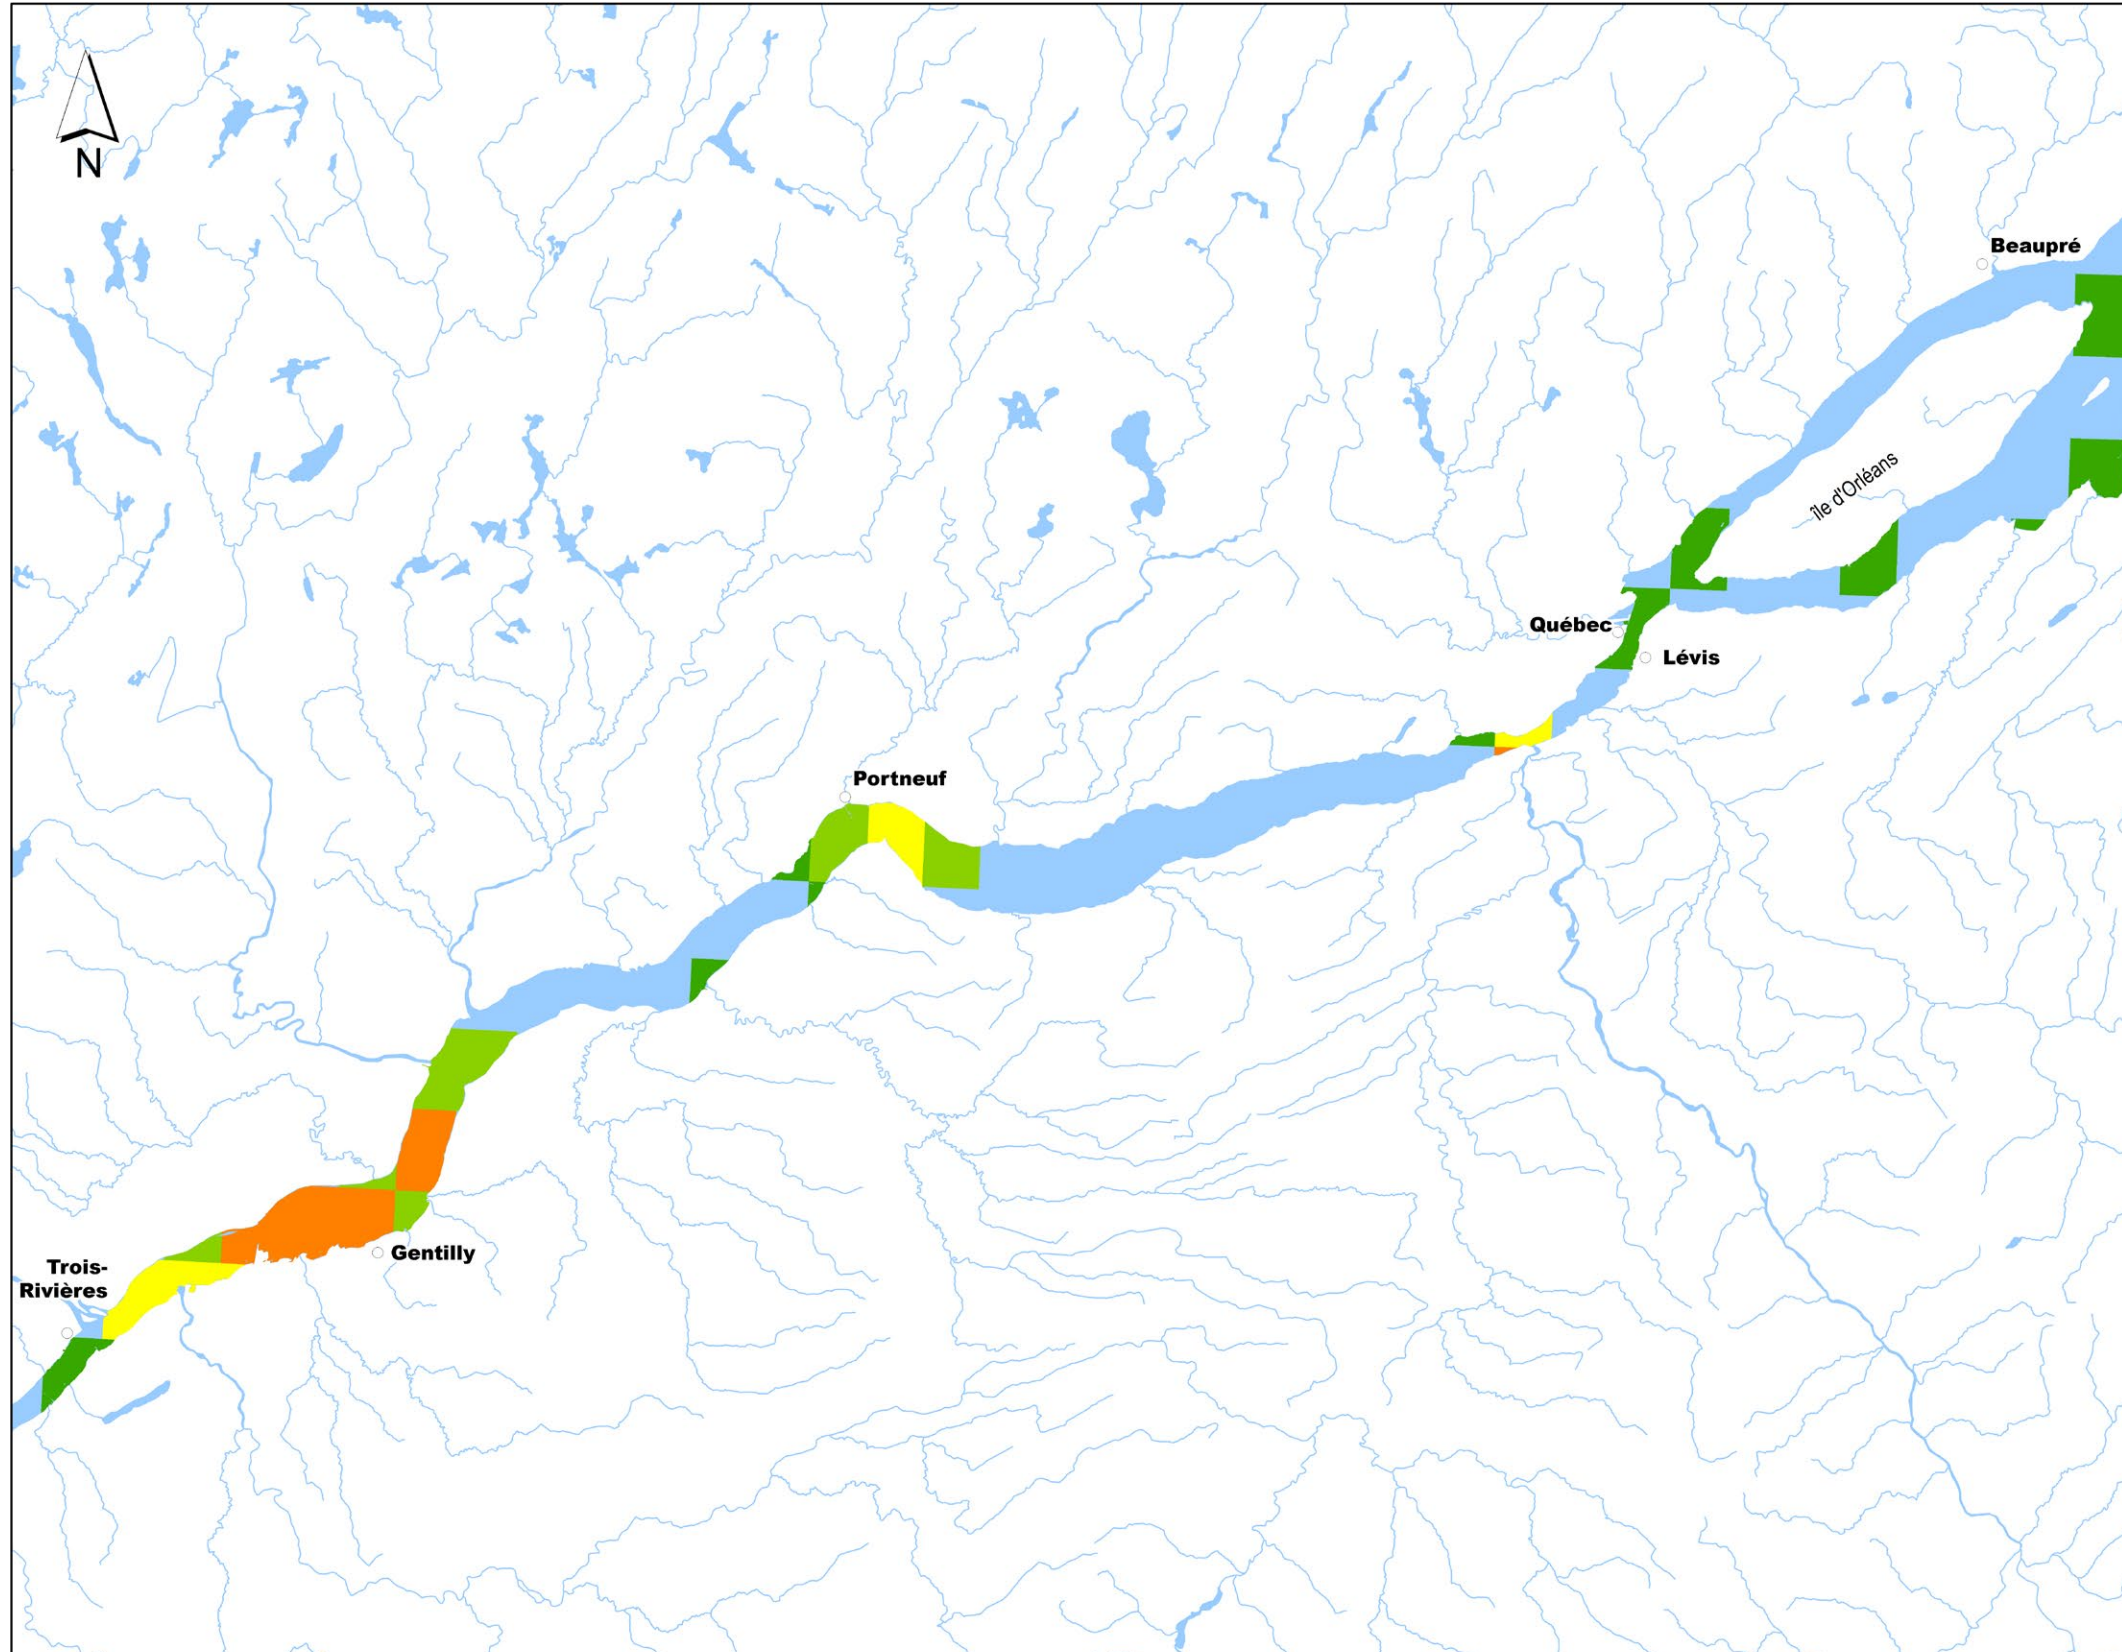 N
Beaupré
île d'Orléans
Québec
Lévis
Portneuf
Gentilly
Trois-
Rivières